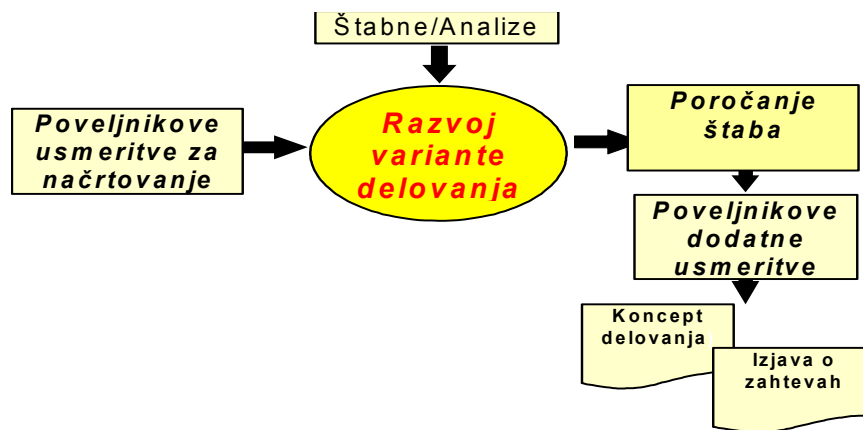 Štabne/Analize
Poveljnikove
usmeritve za
načrtovanje
Razvoj
variante
delovanja
Poročanje
štaba
Poveljnikove
dodatne
usmeritve
Koncept
delovanja
Izjava o
zahtevah